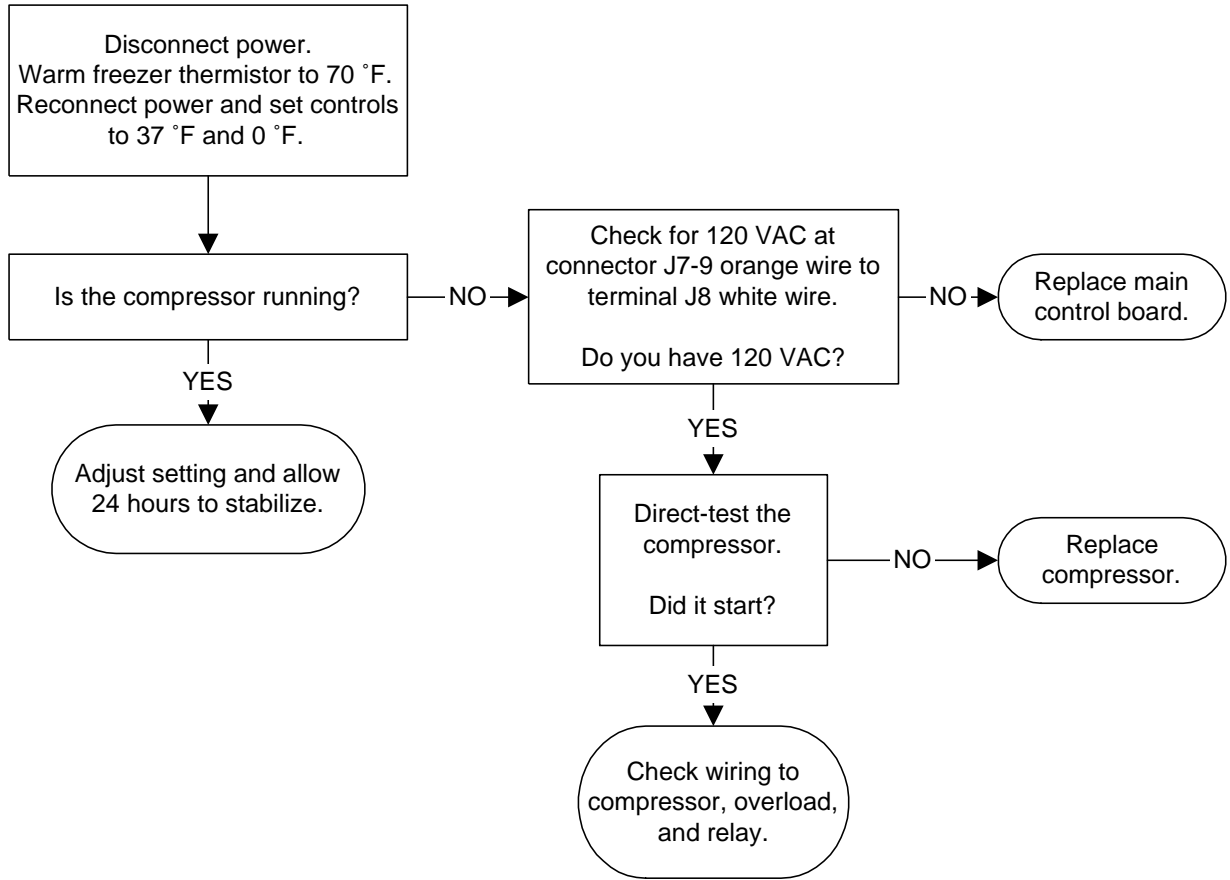 Disconnect power.
Warm freezer thermistor to 70 ˚F.
Reconnect power and set controls
to 37 ˚F and 0 ˚F.
Is the compressor running?
NO
Check for 120 VAC at
connector J7-9 orange wire to
terminal J8 white wire.
Do you have 120 VAC?
NO
Replace main
control board.
YES
Adjust setting and allow
24 hours to stabilize.
YES
Direct-test the
compressor.
Did it start?
NO
Replace
compressor.
YES
Check wiring to
compressor, overload,
and relay.